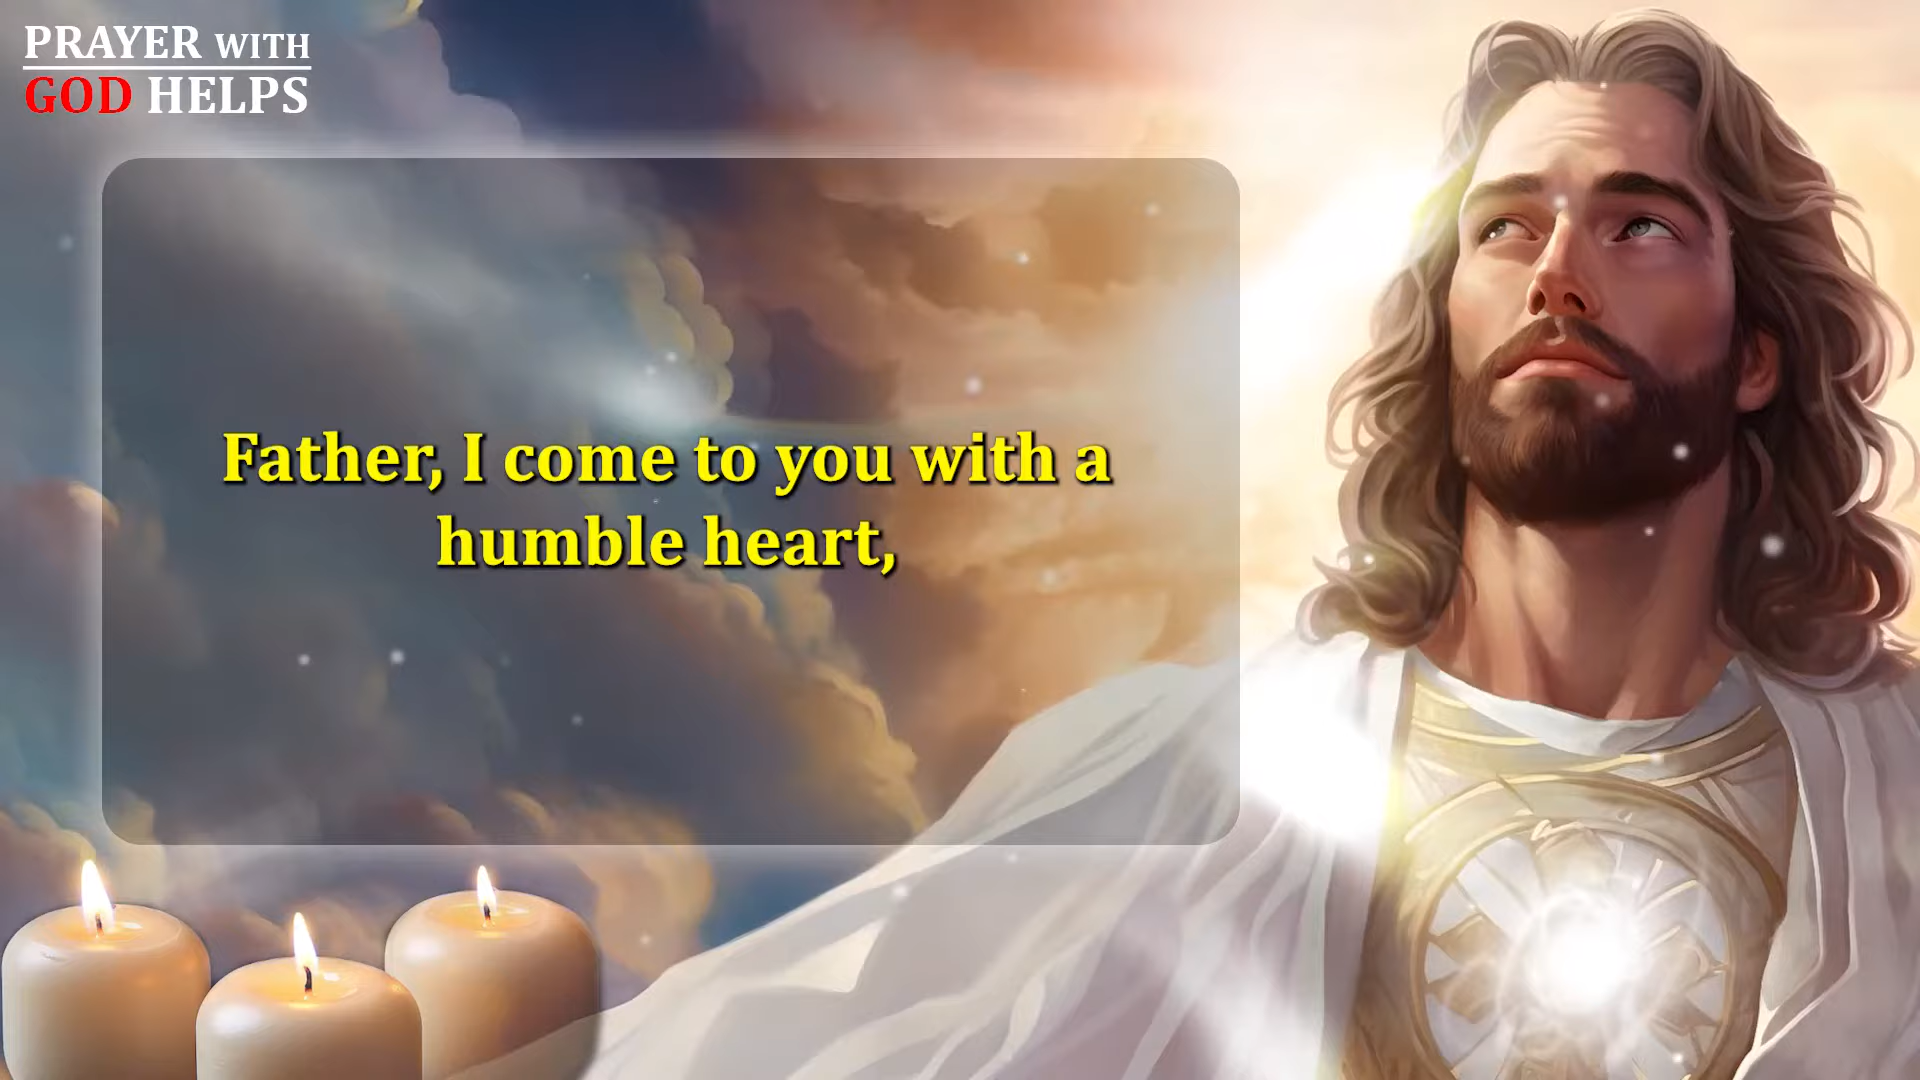 PRAYER WITH
GOD HELPS
Father, I come to you with a
humble heart,